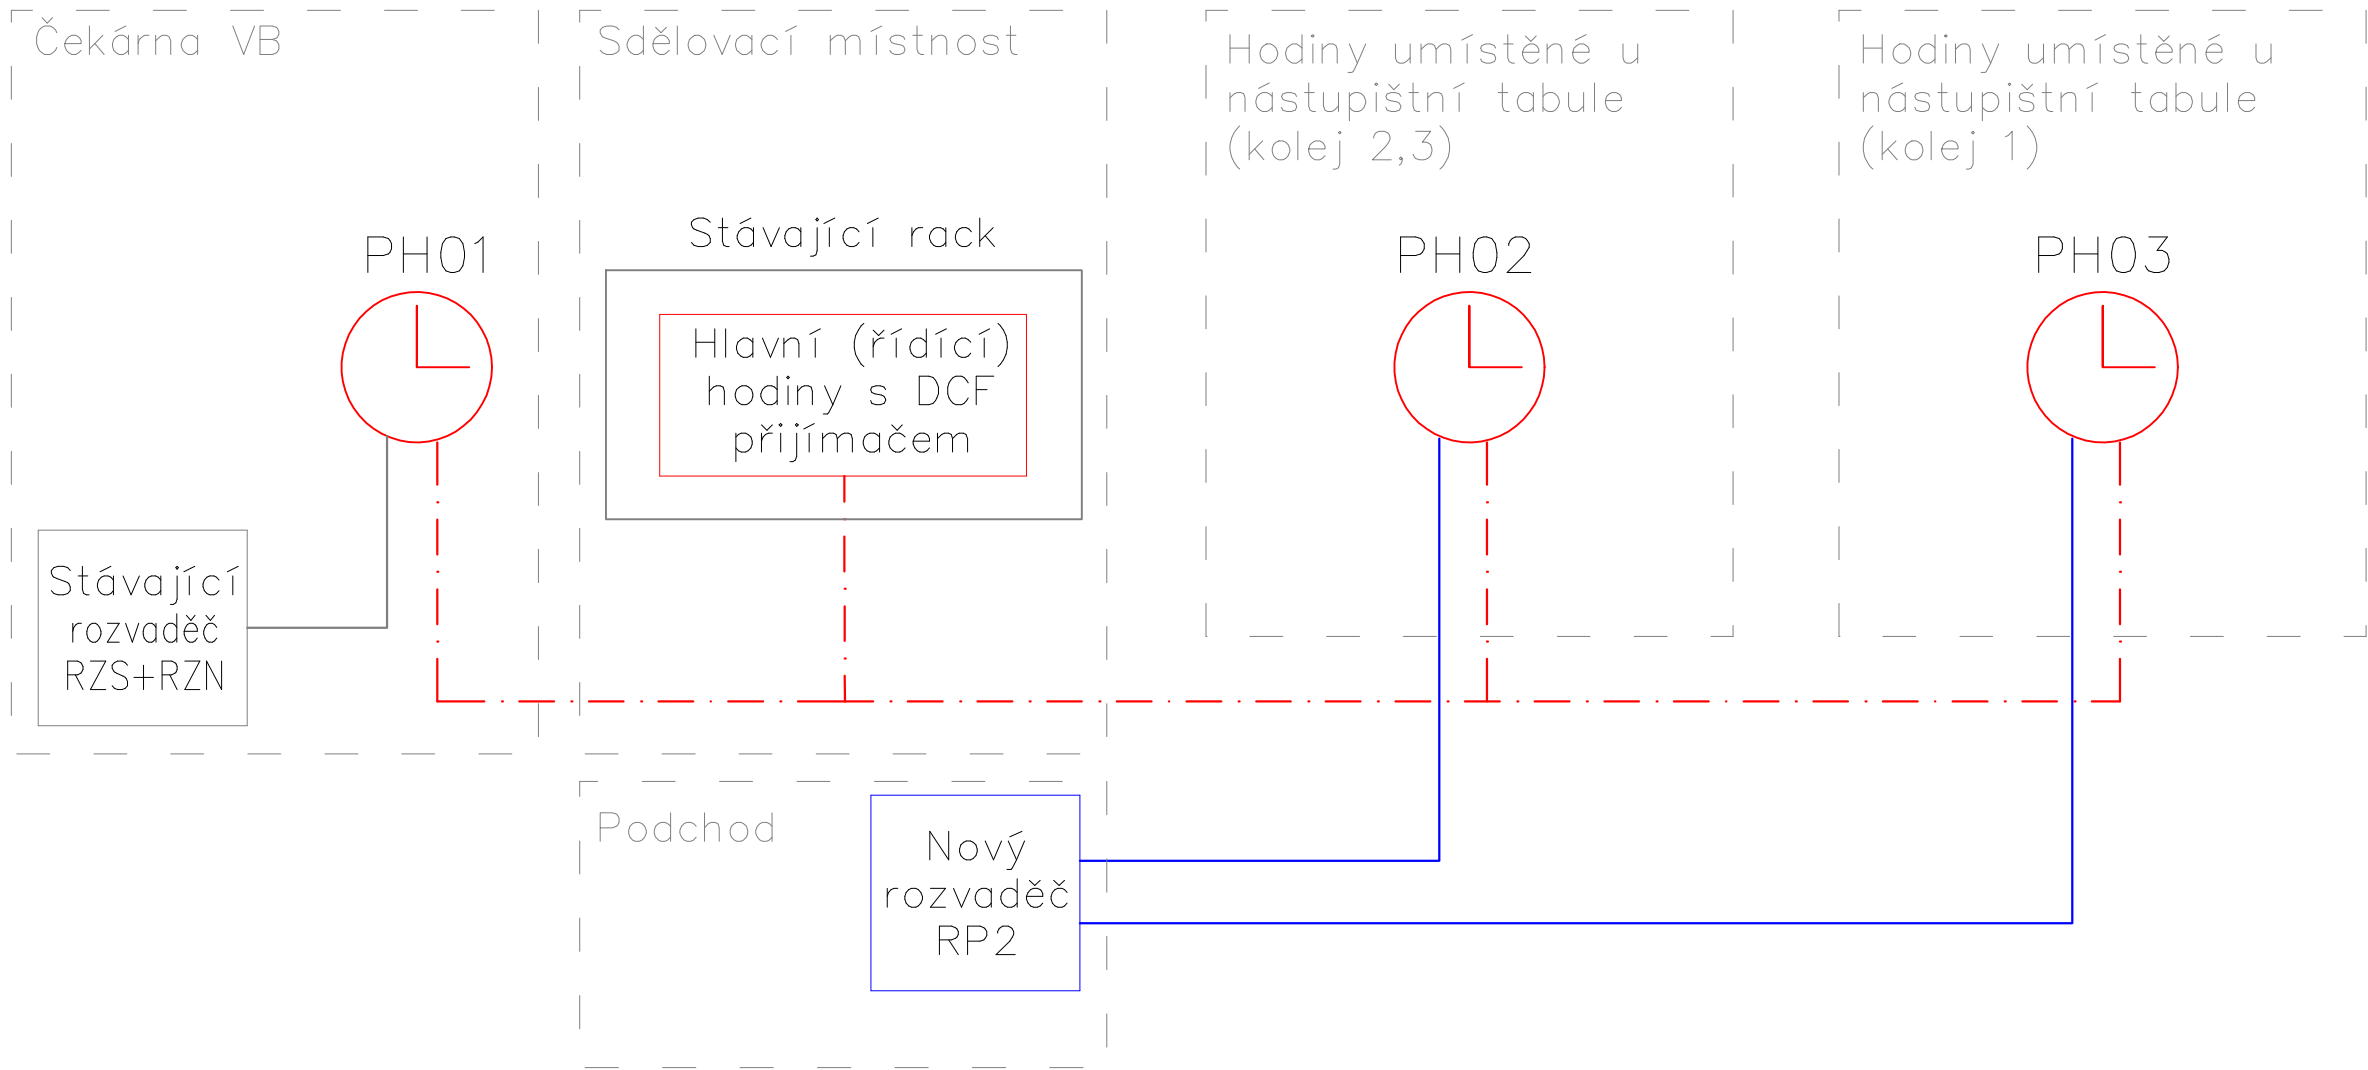 Čekárna VB
Sdělovací místnost
Hodiny umístěné u
nástupištní tabule
(kolej 2,3)
Hodiny umístěné u
nástupištní tabule
(kolej 1)
PH01
Stávající rack
Hlavní (řídící)
hodiny s DCF
přijímačem
PH02
PH03
Stávající
rozvaděč
RZS+RZN
Podchod
Nový
rozvaděč
RP2